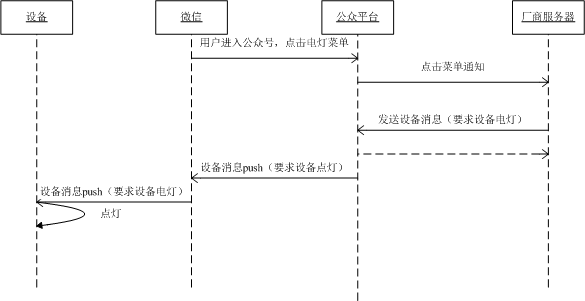 设备
微信
公众平台
厂商服务器
用户进入公众号，点击电灯菜单
点击菜单通知
发送设备消息（要求设备电灯）
设备消息push（要求设备点灯）
设备消息push（要求设备电灯）
点灯